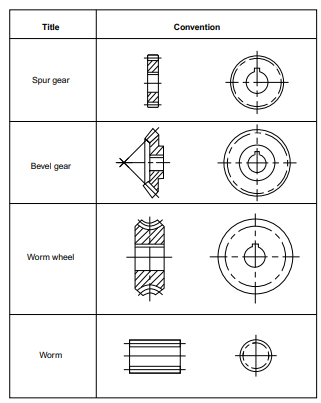 Title Convention
Spur gear
Bevel gear
Worm wheel
Worm